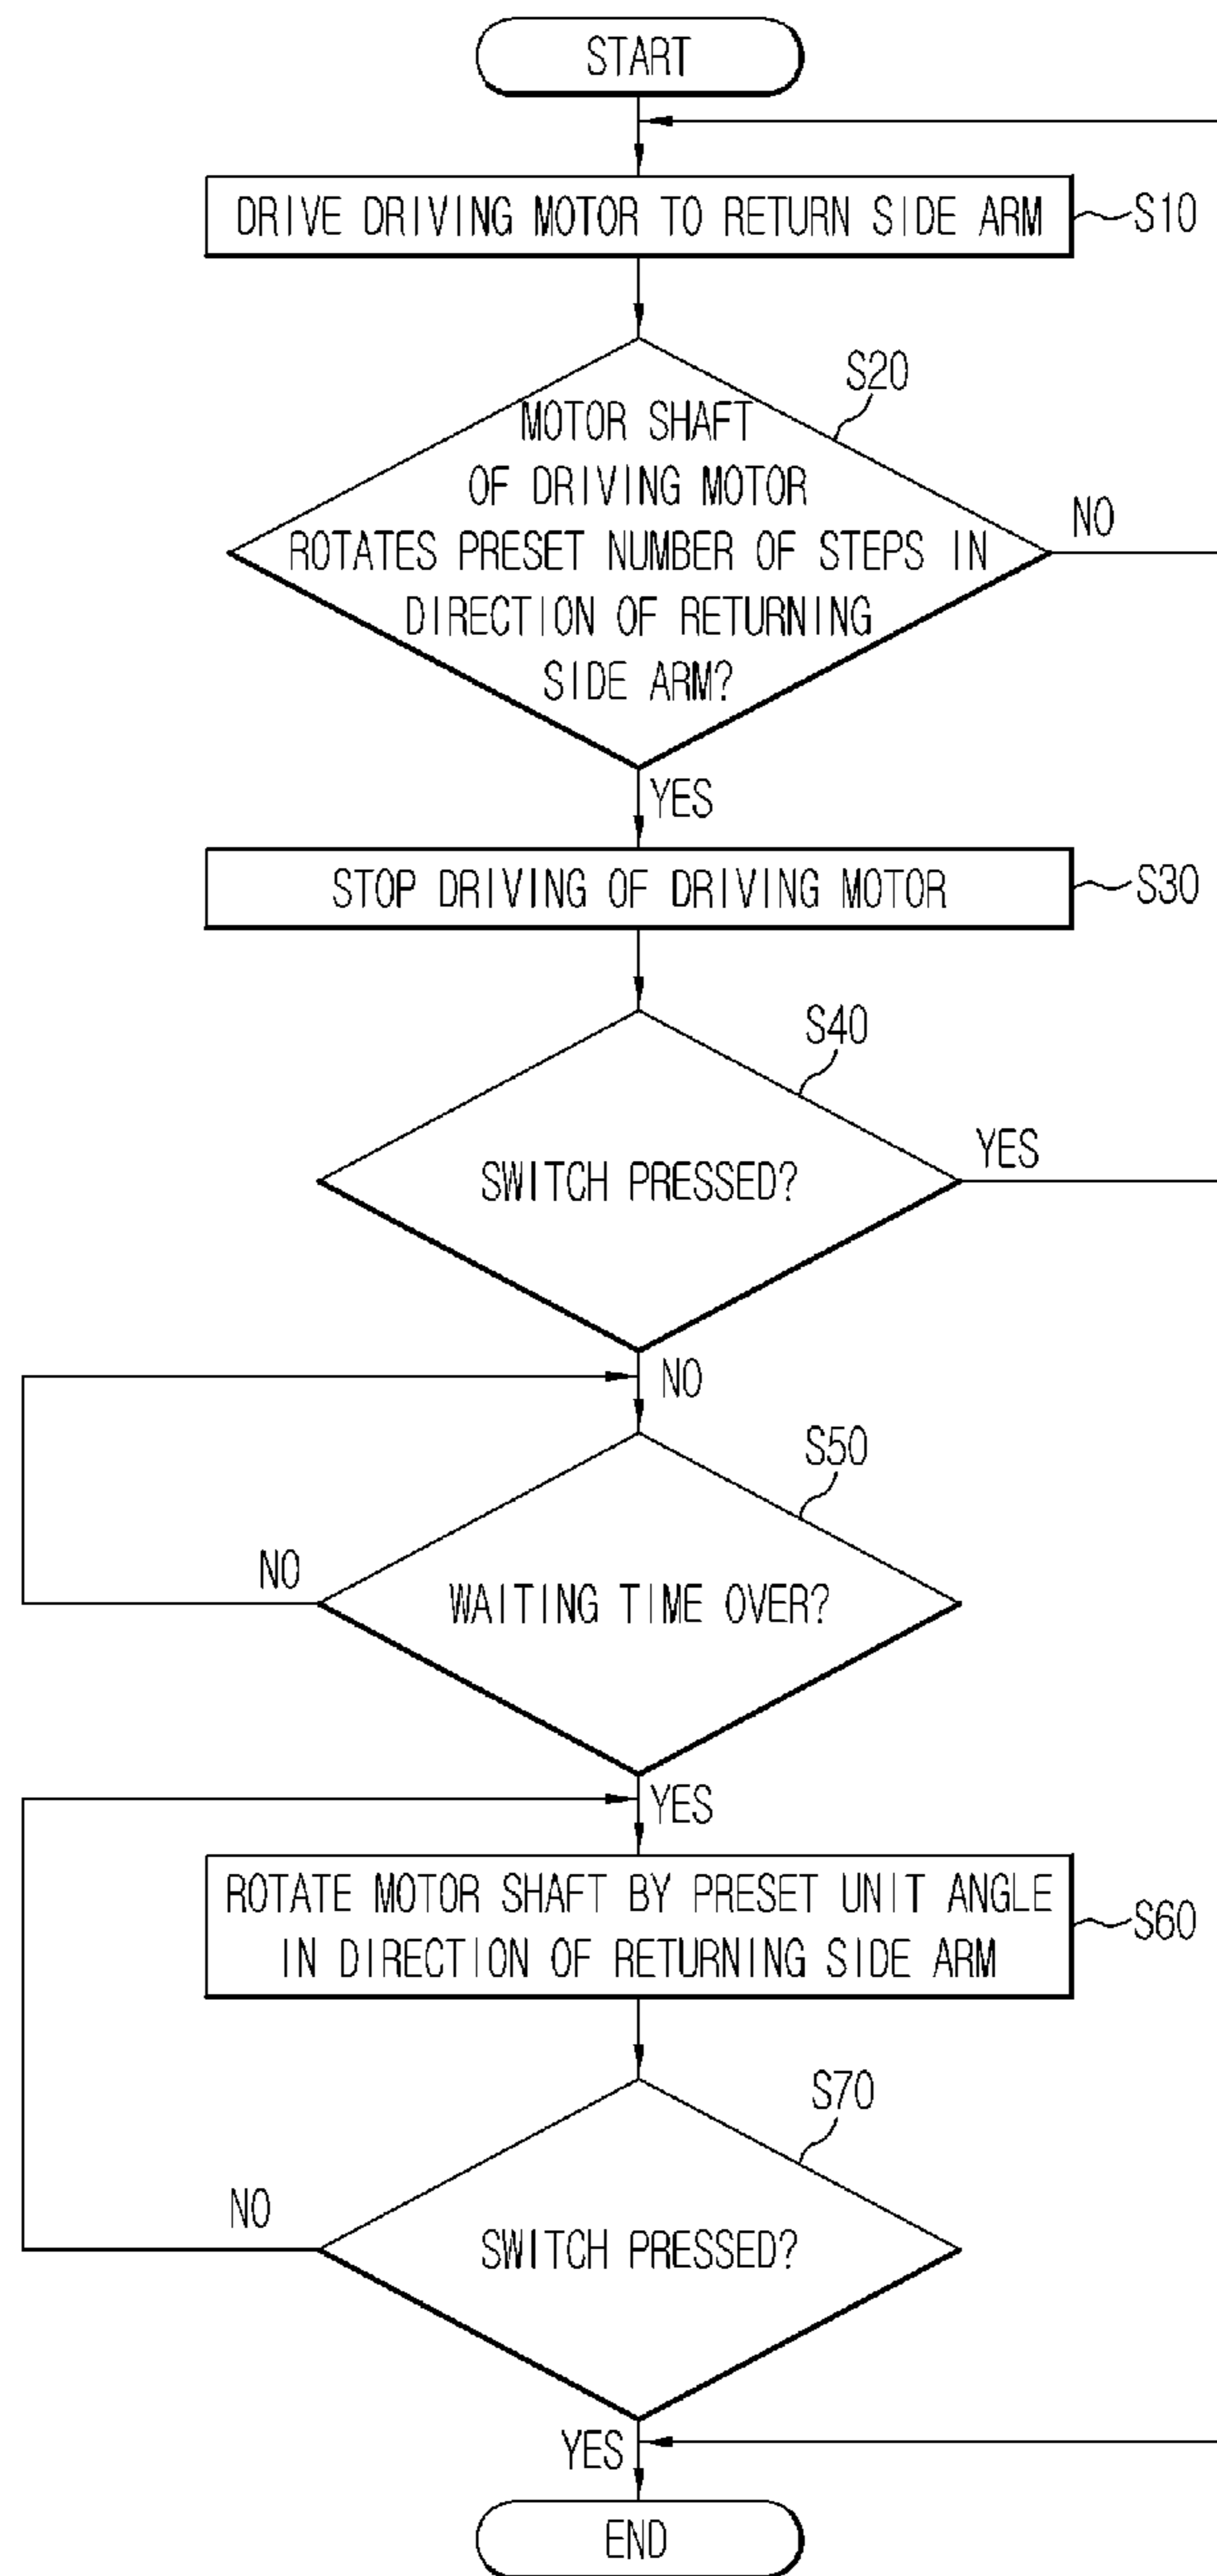 START
DRIVE DRIVING MOTOR TO RETURN SIDE ARM
S10
S20
MOTOR SHAFT
OF DRIVING MOTOR
ROTATES PRESET NUMBER OF STEPS IN
DIRECTION OF RETURNING
SIDE ARM?
NO
YES
STOP DRIVING OF DRIVING MOTOR
S30
S40
SWITCH PRESSED?
YES
NO
S50
WAITING TIME OVER?
NO
YES
ROTATE MOTOR SHAFT BY PRESET UNIT ANGLE
IN DIRECTION OF RETURNING SIDE ARM
S60
S70
SWITCH PRESSED?
NO
YES
END